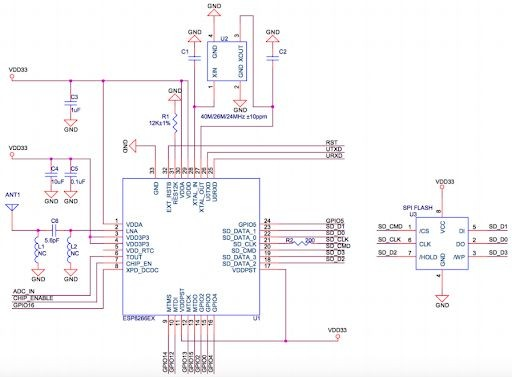 GND
GND
GND
C1
U2
C2
GND
XOUT
XIN
GND
1
2
4
3
GND
40M/26M/24MHz ±10ppm
VDD33
C3
1uF
GND
GND
R1
12K±1%
VDD33
C4
10uF
C5
0.1uF
GND
GND
GND
RST
UTXD
URXD
33
32
31
30
29
28
27
26
25
GND
EXT_RSTB
RES12K
VDDA
VDDD
XTAL_IN
XTAL_OUT
U0TXD
U0RXD
ANT1
C6
5.6pF
L1
NC
L2
NC
GND
GND
1 VDDA
2 LNA
3 VD3P3
4 VD3P3
5 VDD_RTC
6 TOUT
7 CHIP_EN
8 XPD_DCDC
ADC_IN
CHIP_ENABLE
GPIO16
GPIO5 24 GPIO5
SD_DATA_1 23 SD_D1
SD_DATA_0 22 SD_D0
SD_CLK 21 R2 200 SD_CLK
SD_CMD 20 SD_CMD
SD_DATA_3 19 SD_D3
SD_DATA_2 18 SD_D2
VDDPST 17
MTMS
MTDI
VDDPST
MTCK
MTDO
GPIO2
GPIO0
GPIO4
ESP8266EX
U1
9
10
11
12
13
14
15
16
GPIO14
GPIO12
GPIO13
GPIO15
GPIO2
GPIO0
GPIO4
VDD33
VDD33
SPI FLASH
U3
8
VCC
SD_CMD 1 /CS DI 5 SD_D1
SD_CLK 6 CLK DO 2 SD_D0
SD_D2 7 /HOLD /WP 3 SD_D3
GND
4
GND